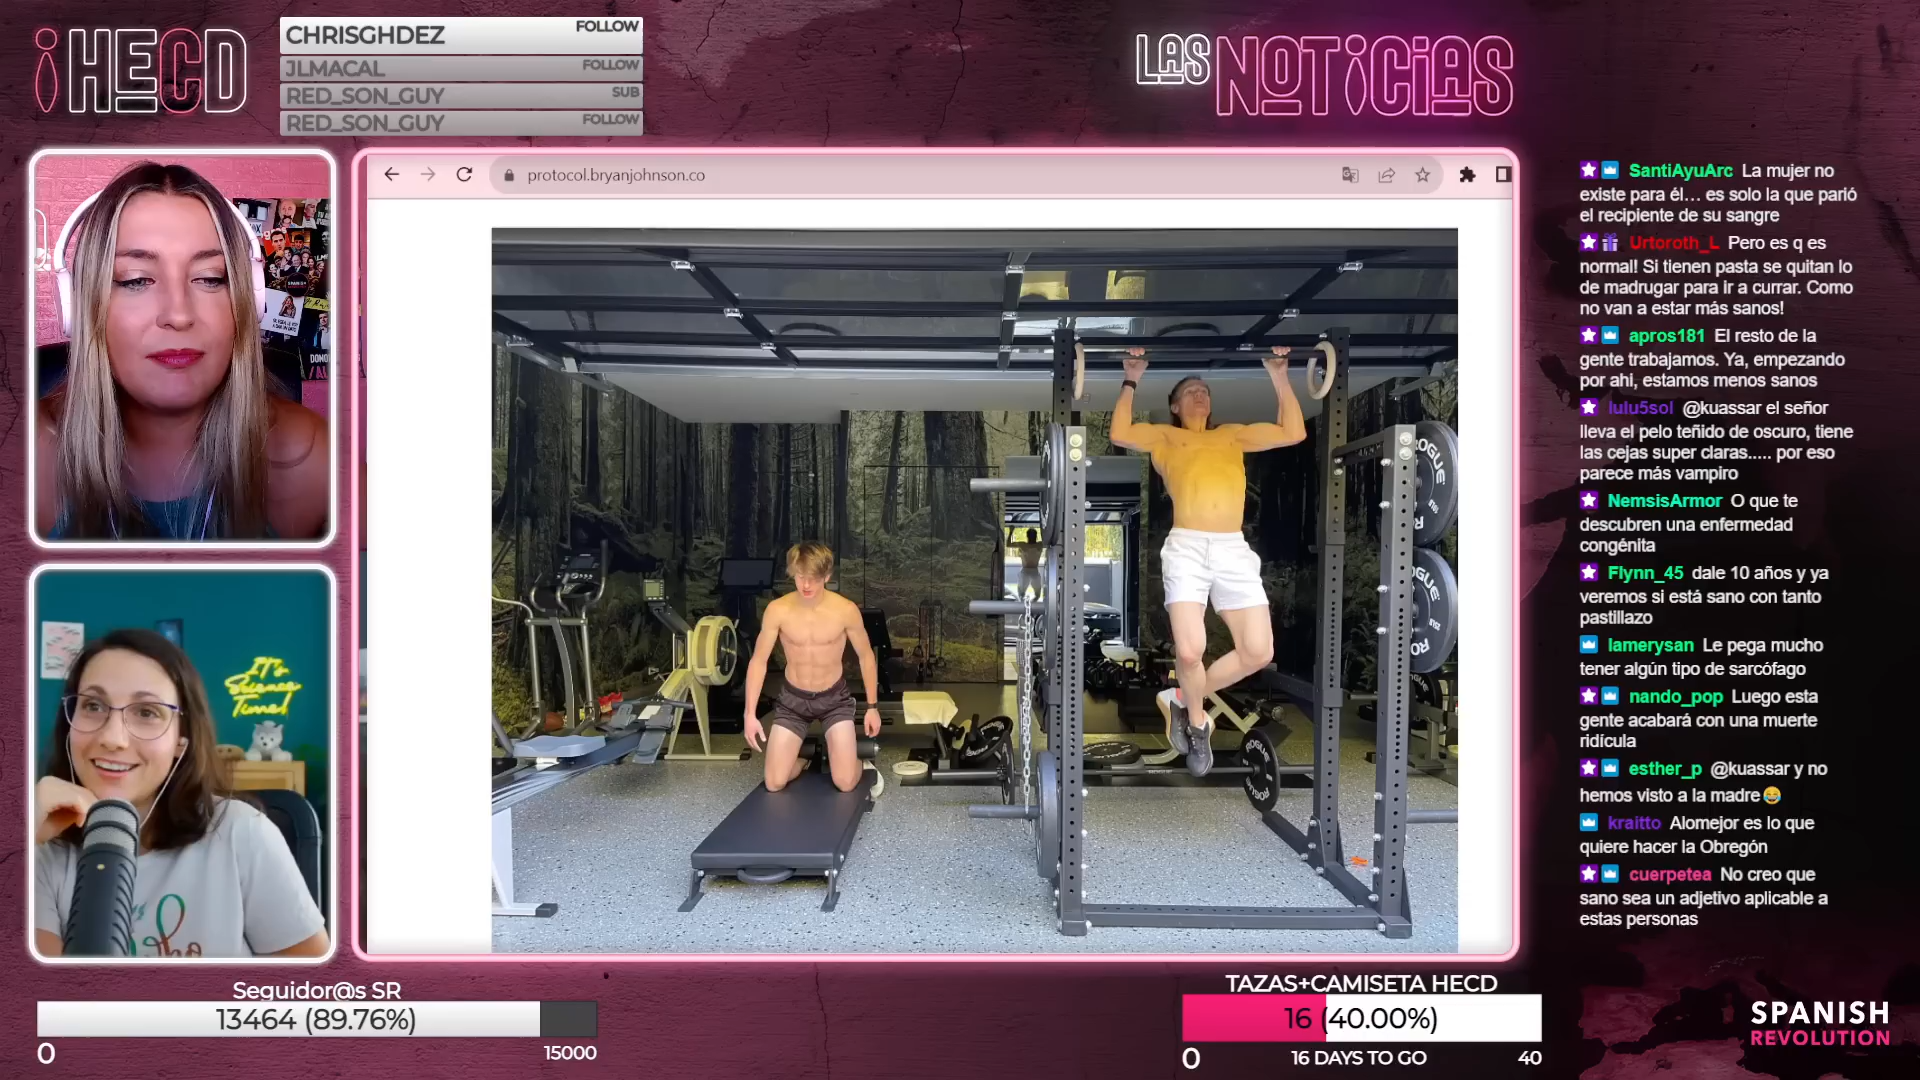 HECD
CHRISGHDEZ FOLLOW
JLMACAL FOLLOW
RED_SON_GUY SUB
RED_SON_GUY FOLLOW
LAS NOTICIAS
protocol.bryanjohnson.co
SantiAyuArc La mujer no
existe para él... es solo la que parió
el recipiente de su sangre
Urtoroth_L Pero es q es
normal! Si tienen pasta se quitan lo
de madrugar para ir a currar. Como
no van a estar más sanos!
apros181 El resto de la
gente trabajamos. Ya, empezando
por ahi, estamos menos sanos
lulu5sol @kuassar el señor
lleva el pelo teñido de oscuro, tiene
las cejas super claras..... por eso
parece más vampiro
NemsisArmor O que te
descubren una enfermedad
congénita
Flynn_45 dale 10 años y ya
veremos si está sano con tanto
pastillazo
lamerysan Le pega mucho
tener algún tipo de sarcófago
nando_pop Luego esta
gente acabará con una muerte
ridícula
esther_p @kuassar y no
hemos visto a la madre😂
kraitto Alomejor es lo que
quiere hacer la Obregón
cuerpetea No creo que
sano sea un adjetivo aplicable a
estas personas
ROGUE
ROGUE
ROGUE
It's
Science
Time!
Seguidor@s SR
13464 (89.76%)
0 15000
TAZAS+CAMISETA HECD
16 (40.00%)
0 16 DAYS TO GO 40
SPANISH
REVOLUTION